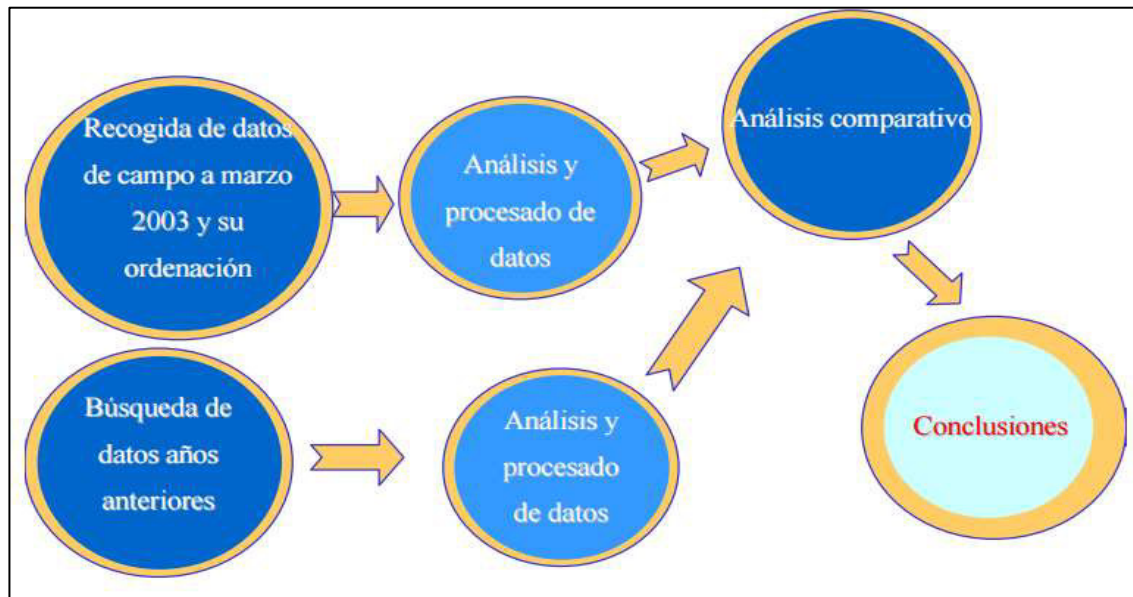 Recogida de datos
de campo a marzo
2003 y su
ordenación
Análisis y
procesado de
datos
Análisis comparativo
Búsqueda de
datos años
anteriores
Análisis y
procesado
de datos
Conclusiones